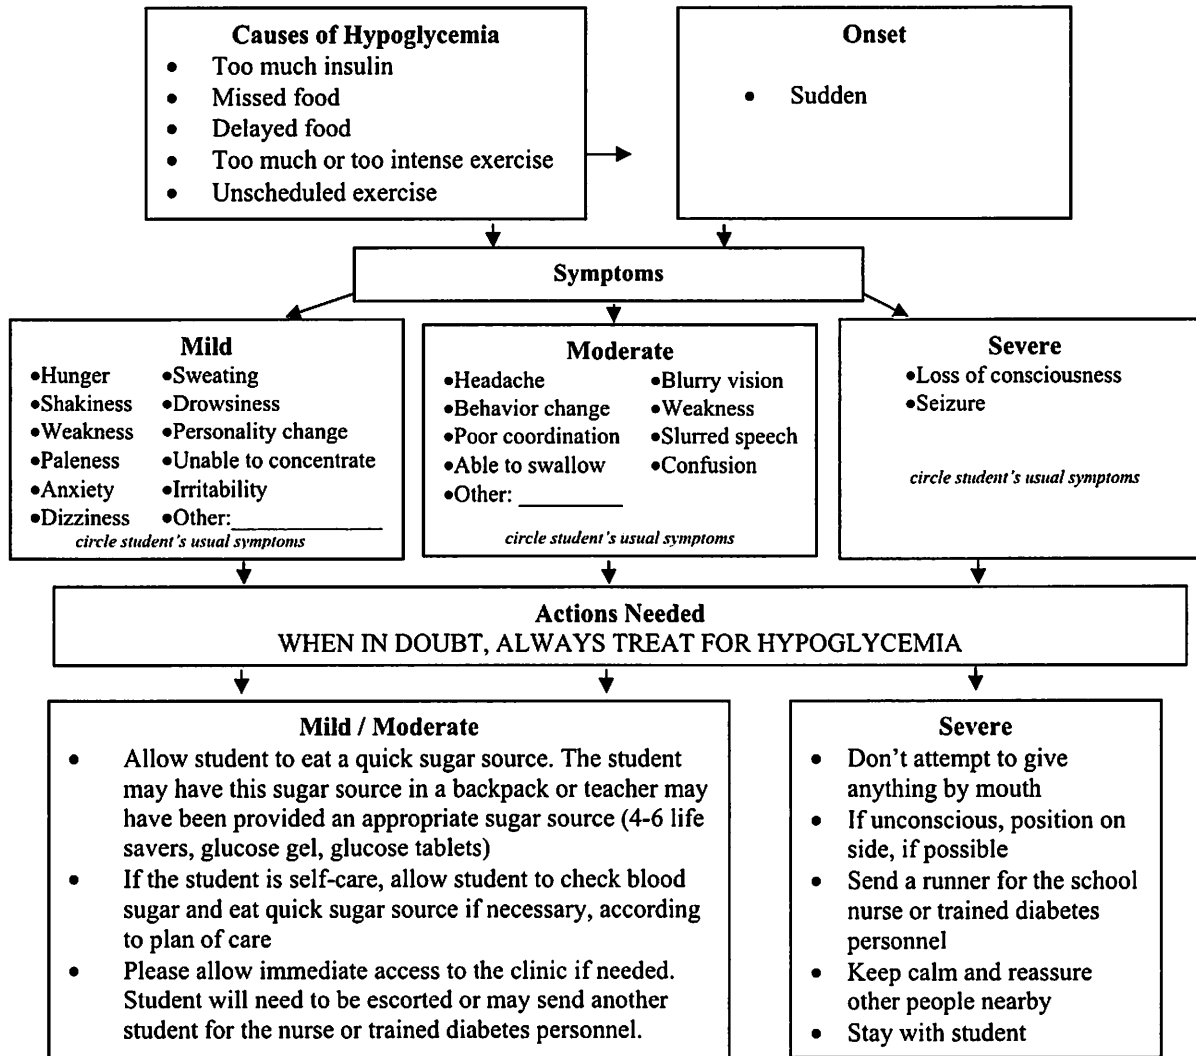 Causes of Hypoglycemia
• Too much insulin
• Missed food
• Delayed food
• Too much or too intense exercise
• Unscheduled exercise
Onset
• Sudden
Symptoms
Mild
•Hunger •Sweating
•Shakiness •Drowsiness
•Weakness •Personality change
•Paleness •Unable to concentrate
•Anxiety •Irritability
•Dizziness •Other:_______________
circle student's usual symptoms
Moderate
•Headache •Blurry vision
•Behavior change •Weakness
•Poor coordination •Slurred speech
•Able to swallow •Confusion
•Other: __________
circle student's usual symptoms
Severe
•Loss of consciousness
•Seizure
circle student's usual symptoms
Actions Needed
WHEN IN DOUBT, ALWAYS TREAT FOR HYPOGLYCEMIA
Mild / Moderate
• Allow student to eat a quick sugar source. The student
may have this sugar source in a backpack or teacher may
have been provided an appropriate sugar source (4-6 life
savers, glucose gel, glucose tablets)
• If the student is self-care, allow student to check blood
sugar and eat quick sugar source if necessary, according
to plan of care
• Please allow immediate access to the clinic if needed.
Student will need to be escorted or may send another
student for the nurse or trained diabetes personnel.
Severe
• Don't attempt to give
anything by mouth
• If unconscious, position on
side, if possible
• Send a runner for the school
nurse or trained diabetes
personnel
• Keep calm and reassure
other people nearby
• Stay with student